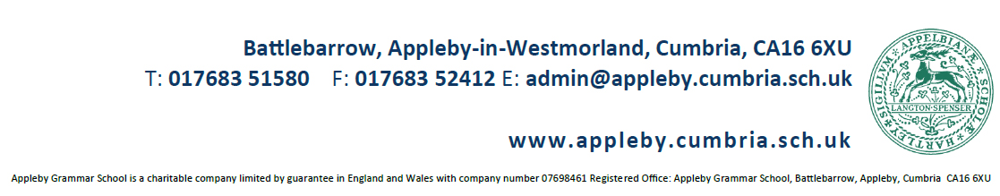 Battlebarrow, Appleby-in-Westmorland, Cumbria, CA16 6XU
T: 017683 51580 F: 017683 52412 E: admin@appleby.cumbria.sch.uk
www.appleby.cumbria.sch.uk
SIGILLVM APPELBIANÆ SCHOLÆ HARTLEY
LANGTON·SPENSER
Appleby Grammar School is a charitable company limited by guarantee in England and Wales with company number 07698461 Registered Office: Appleby Grammar School, Battlebarrow, Appleby, Cumbria CA16 6XU